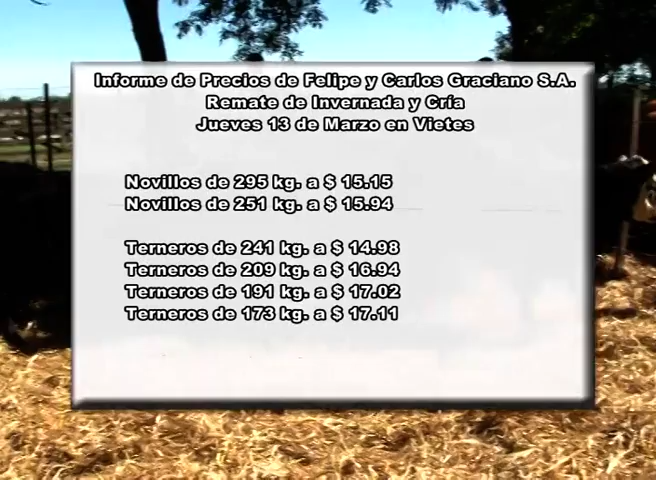 Informe de Precios de Felipe y Carlos Graciano S.A.
Remate de Invernada y Cría
Jueves 13 de Marzo en Vietes
Novillos de 295 kg. a $ 15.15
Novillos de 251 kg. a $ 15.94
Terneros de 241 kg. a $ 14.98
Terneros de 209 kg. a $ 16.94
Terneros de 191 kg. a $ 17.02
Terneros de 173 kg. a $ 17.11